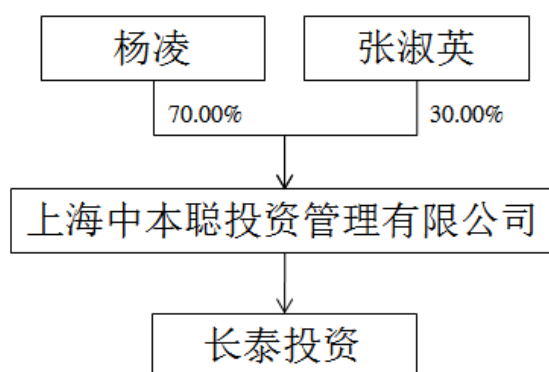 杨凌
张淑英
70.00%
30.00%
上海中本聪投资管理有限公司
长泰投资